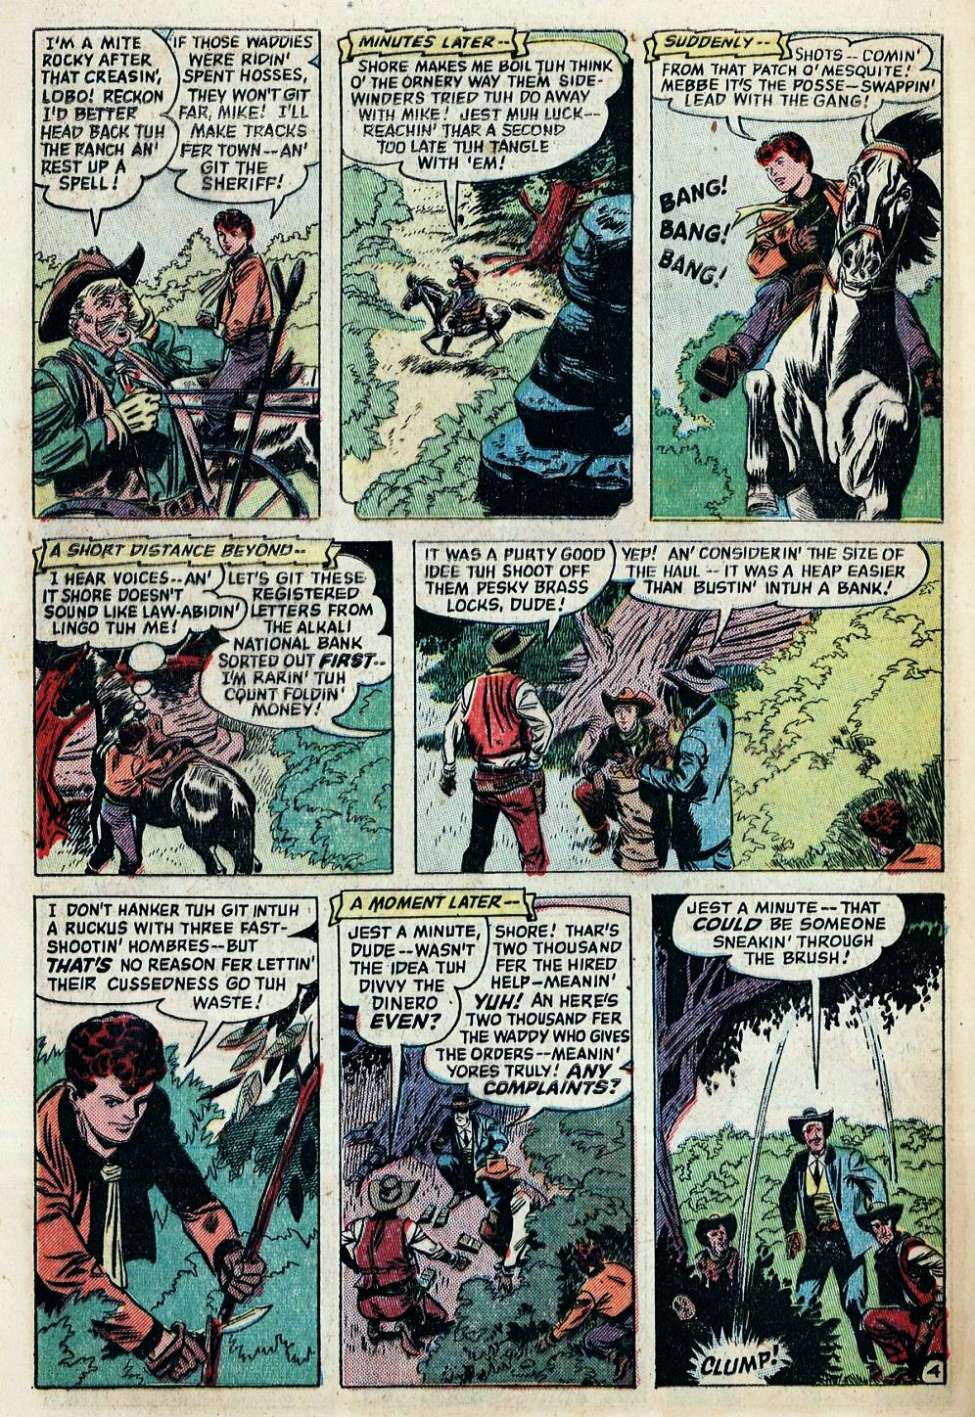 I'M A MITE
ROCKY AFTER
THAT CREASIN',
LOBO! RECKON
I'D BETTER
HEAD BACK TUH
THE RANCH AN'
REST UP A
SPELL!
IF THOSE WADDIES
WERE RIDIN'
SPENT HOSSES,
THEY WON'T GIT
FAR, MIKE! I'LL
MAKE TRACKS
FER TOWN--AN'
GIT THE
SHERIFF!
MINUTES LATER--
SHORE MAKES ME BOIL TUH THINK
O' THE ORNERY WAY THEM SIDE-
WINDERS TRIED TUH DO AWAY
WITH MIKE! JEST MUH LUCK--
REACHIN' THAR A SECOND
TOO LATE TUH TANGLE
WITH 'EM!
SUDDENLY--
SHOTS-- COMIN'
FROM THAT PATCH O' MESQUITE!
MEBBE IT'S THE POSSE--SWAPPIN'
LEAD WITH THE GANG!
BANG!
BANG!
BANG!
A SHORT DISTANCE BEYOND--
I HEAR VOICES--AN'
IT SHORE DOESN'T
SOUND LIKE LAW-ABIDIN'
LINGO TUH ME!
LET'S GIT THESE
REGISTERED
LETTERS FROM
THE ALKALI
NATIONAL BANK
SORTED OUT FIRST--
I'M RARIN' TUH
COUNT FOLDIN'
MONEY!
IT WAS A PURTY GOOD
IDEE TUH SHOOT OFF
THEM PESKY BRASS
LOCKS, DUDE!
YEP! AN' CONSIDERIN' THE SIZE OF
THE HAUL -- IT WAS A HEAP EASIER
THAN BUSTIN' INTUH A BANK!
I DON'T HANKER TUH GIT INTUH
A RUCKUS WITH THREE FAST-
SHOOTIN' HOMBRES--BUT
THAT'S NO REASON FER LETTIN'
THEIR CUSSEDNESS GO TUH
WASTE!
A MOMENT LATER--
JEST A MINUTE,
DUDE--WASN'T
THE IDEA TUH
DIVVY THE
DINERO
EVEN?
SHORE! THAR'S
TWO THOUSAND
FER THE HIRED
HELP-MEANIN'
YUH! AN HERE'S
TWO THOUSAND FER
THE WADDY WHO GIVES
THE ORDERS--MEANIN'
YORES TRULY! ANY
COMPLAINTS?
JEST A MINUTE--THAT
COULD BE SOMEONE
SNEAKIN' THROUGH
THE BRUSH!
CLUMP!
4